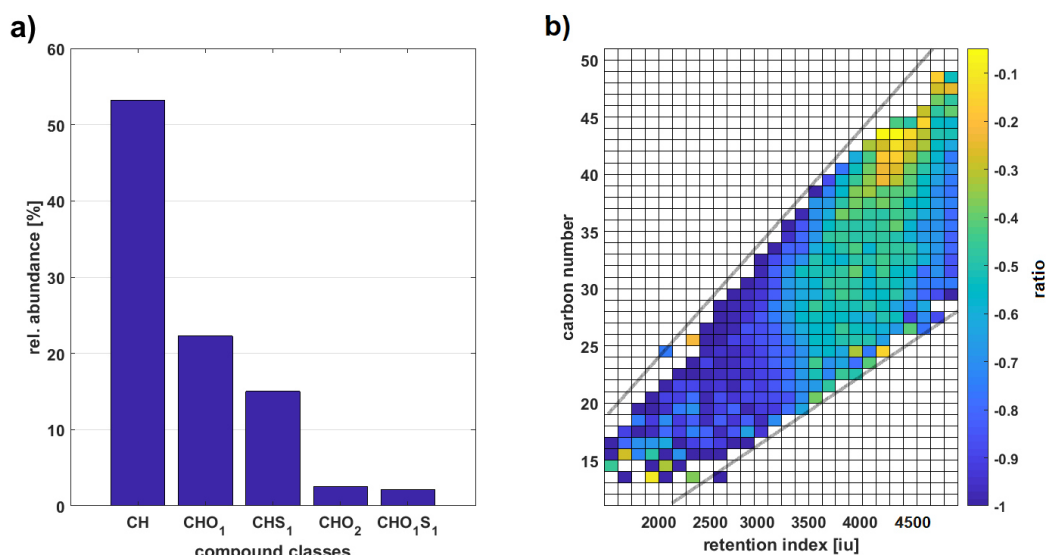 a)
60
50
40
30
20
10
0
rel. abundance [%]
CH CHO1 CHS1 CHO2 CHO1S1
compound classes
b)
50
45
40
35
30
25
20
15
carbon number
2000 2500 3000 3500 4000 4500
retention index [iu]
-0.1
-0.2
-0.3
-0.4
-0.5
-0.6
-0.7
-0.8
-0.9
-1
ratio